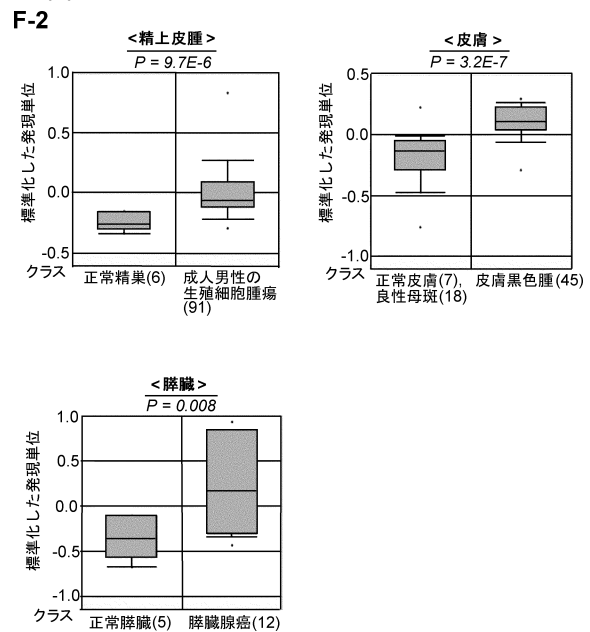 F-2
<精上皮腫>
P = 9.7E-6
標準化した発現単位
1.0
0.5
0.0
-0.5
クラス
正常精巣(6)
成人男性の
生殖細胞腫瘍
(91)
<皮膚>
P = 3.2E-7
標準化した発現単位
0.5
0.0
-0.5
-1.0
クラス
正常皮膚(7),
良性母斑(18)
皮膚黒色腫(45)
<膵臓>
P = 0.008
標準化した発現単位
1.0
0.5
0.0
-0.5
-1.0
クラス
正常膵臓(5)
膵臓腺癌(12)